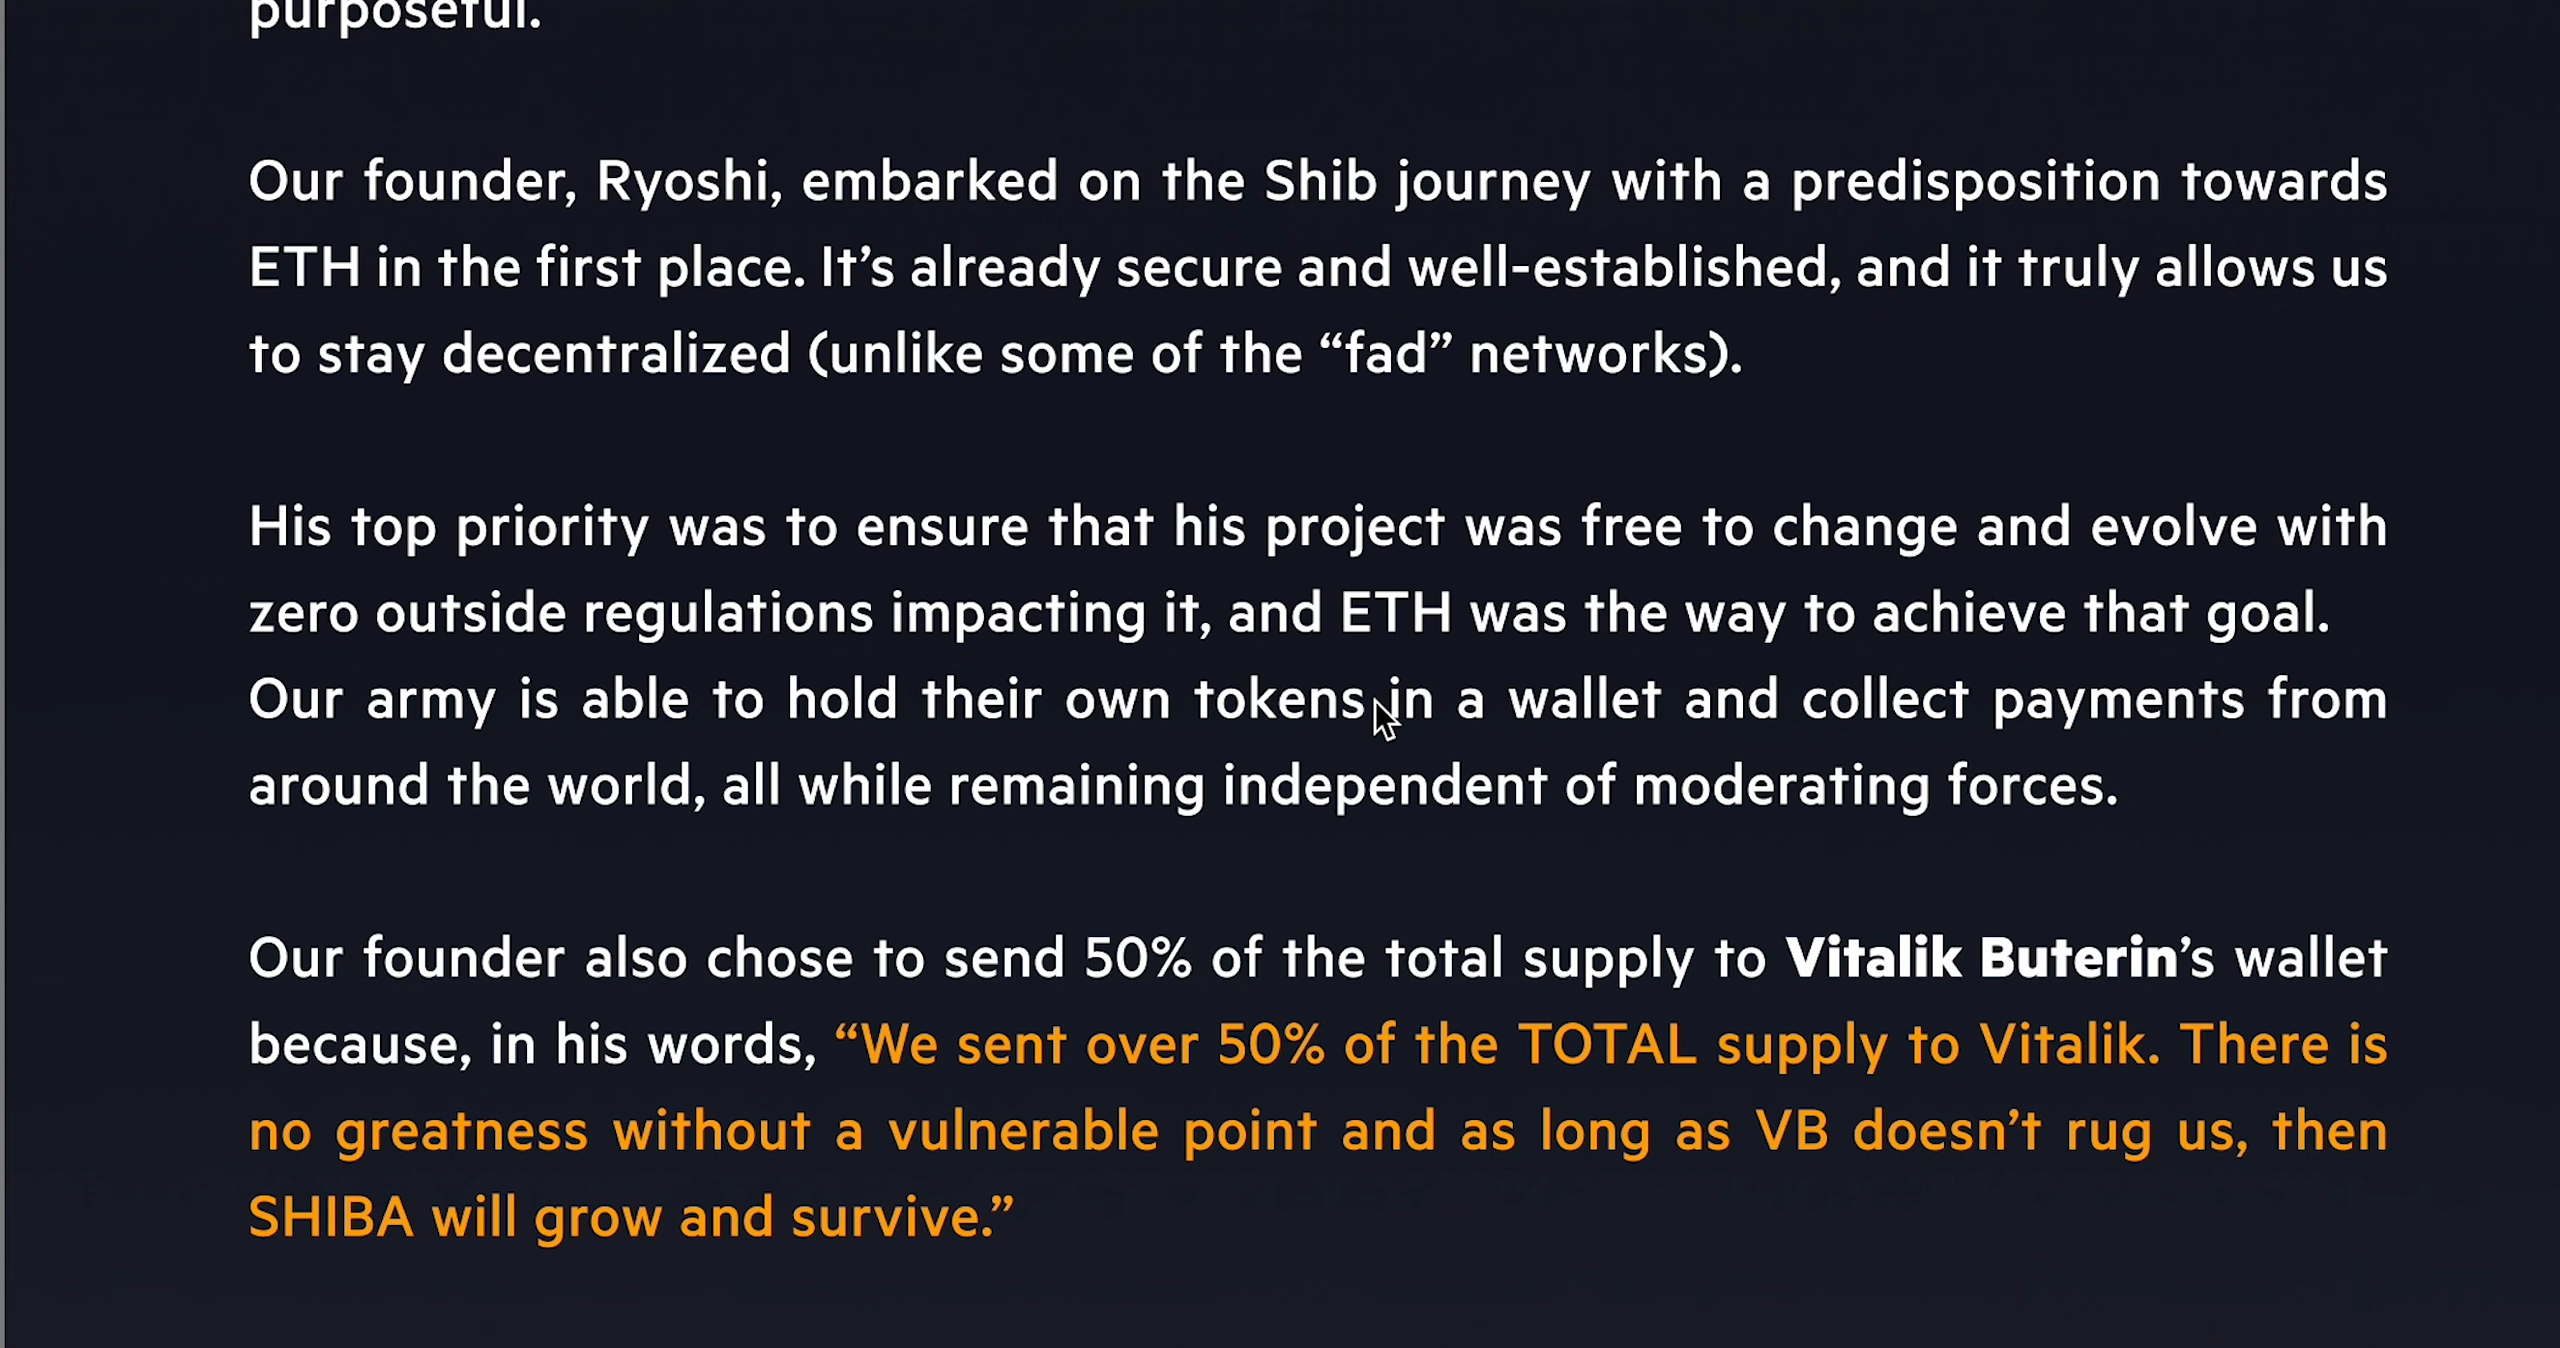 purposeful.
Our founder, Ryoshi, embarked on the Shib journey with a predisposition towards
ETH in the first place. It’s already secure and well-established, and it truly allows us
to stay decentralized (unlike some of the “fad” networks).
His top priority was to ensure that his project was free to change and evolve with
zero outside regulations impacting it, and ETH was the way to achieve that goal.
Our army is able to hold their own tokens in a wallet and collect payments from
around the world, all while remaining independent of moderating forces.
Our founder also chose to send 50% of the total supply to Vitalik Buterin’s wallet
because, in his words, “We sent over 50% of the TOTAL supply to Vitalik. There is
no greatness without a vulnerable point and as long as VB doesn’t rug us, then
SHIBA will grow and survive.”